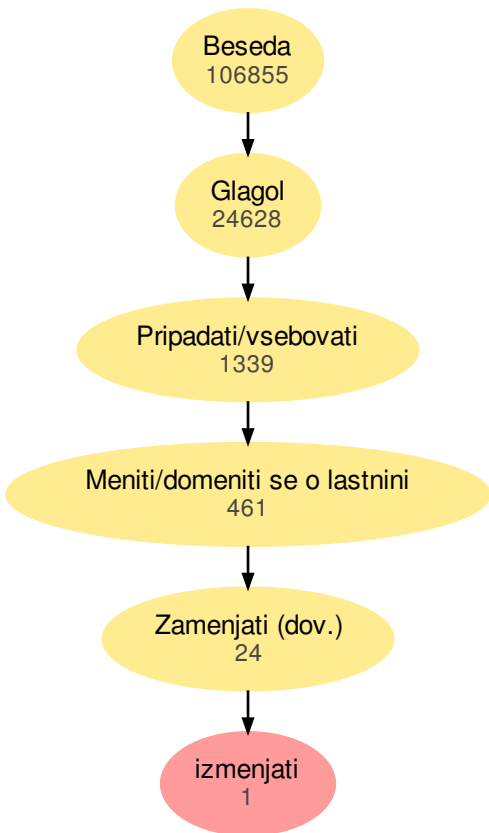 Beseda
106855
Glagol
24628
Pripadati/vsebovati
1339
Meniti/domeniti se o lastnini
461
Zamenjati (dov.)
24
izmenjati
1